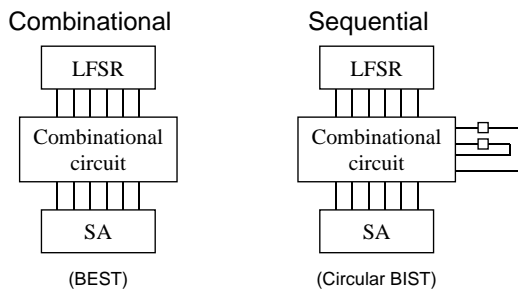 Combinational
LFSR
Combinational
circuit
SA
(BEST)
Sequential
LFSR
Combinational
circuit
SA
(Circular BIST)